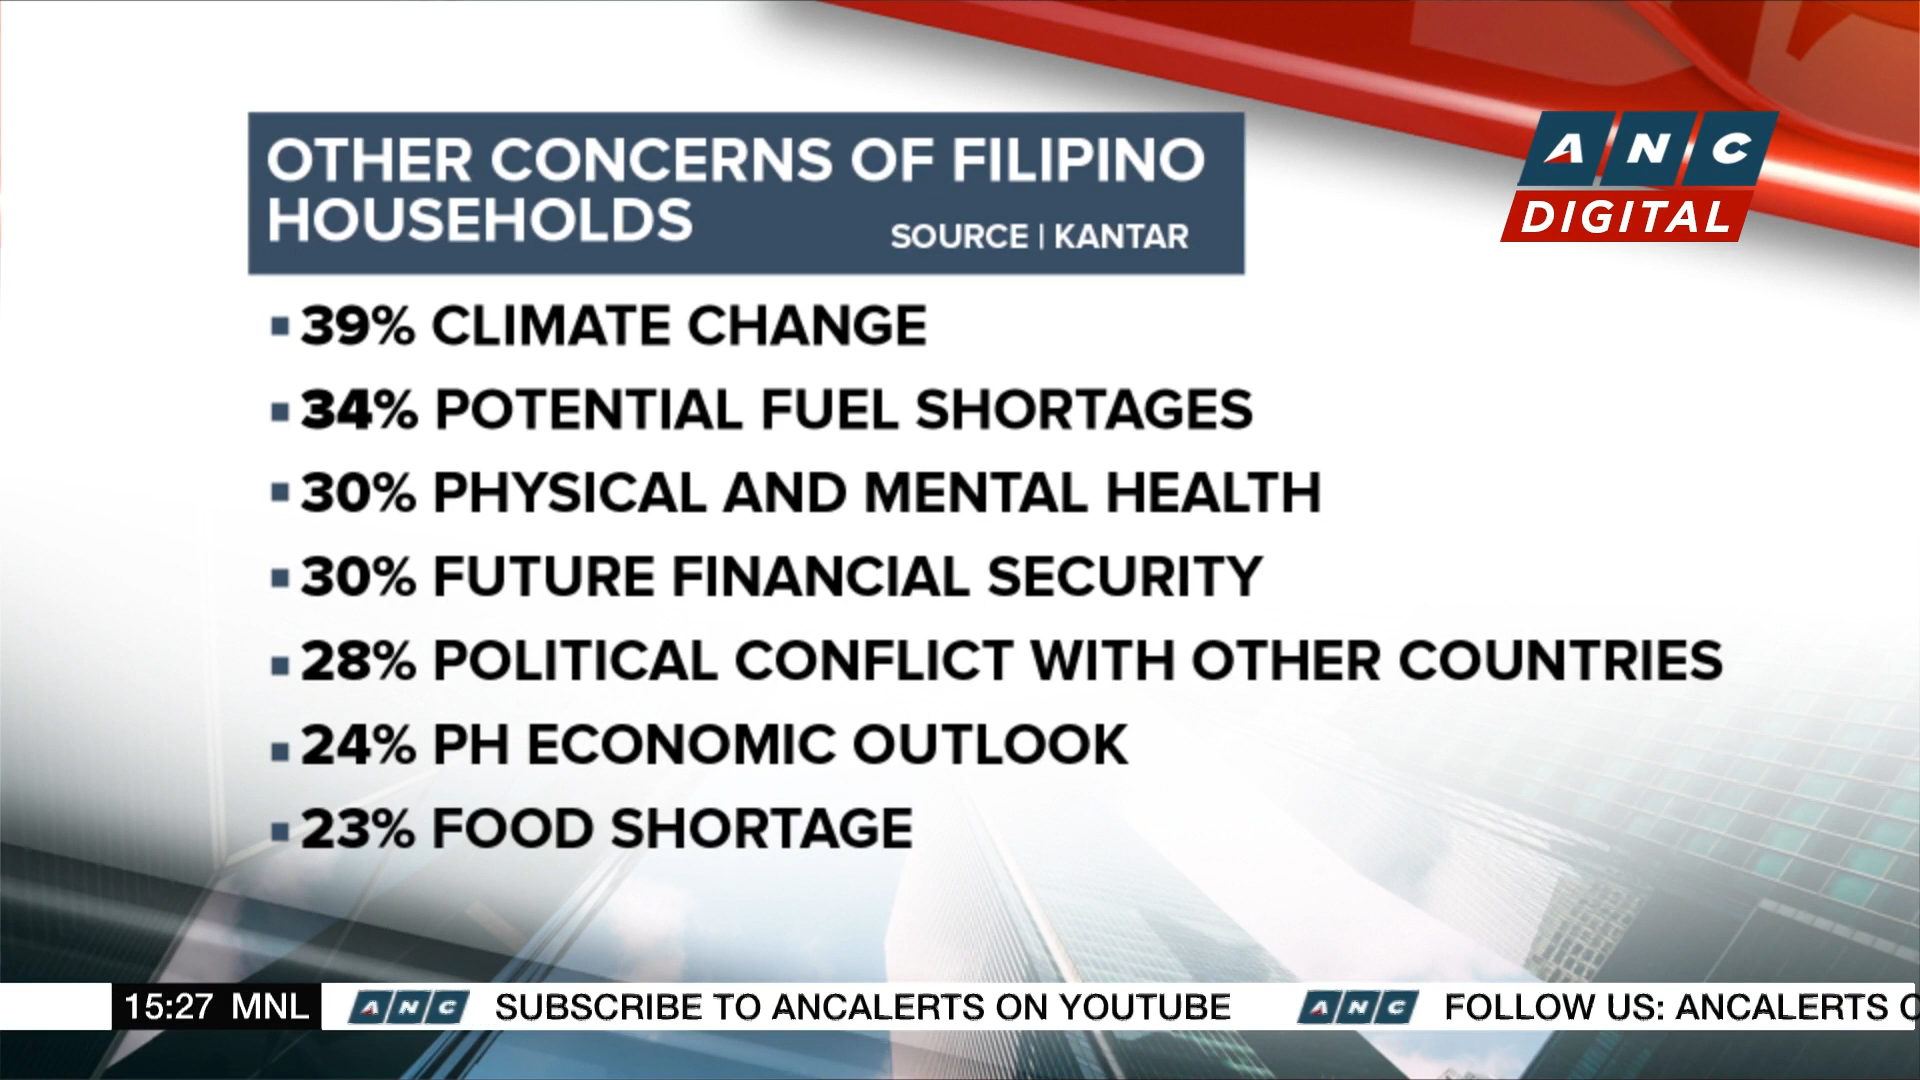 OTHER CONCERNS OF FILIPINO
HOUSEHOLDS
SOURCE | KANTAR
ANC
DIGITAL
39% CLIMATE CHANGE
34% POTENTIAL FUEL SHORTAGES
30% PHYSICAL AND MENTAL HEALTH
30% FUTURE FINANCIAL SECURITY
28% POLITICAL CONFLICT WITH OTHER COUNTRIES
24% PH ECONOMIC OUTLOOK
23% FOOD SHORTAGE
15:27 MNL ANC SUBSCRIBE TO ANCALERTS ON YOUTUBE ANC FOLLOW US: ANCALERTS